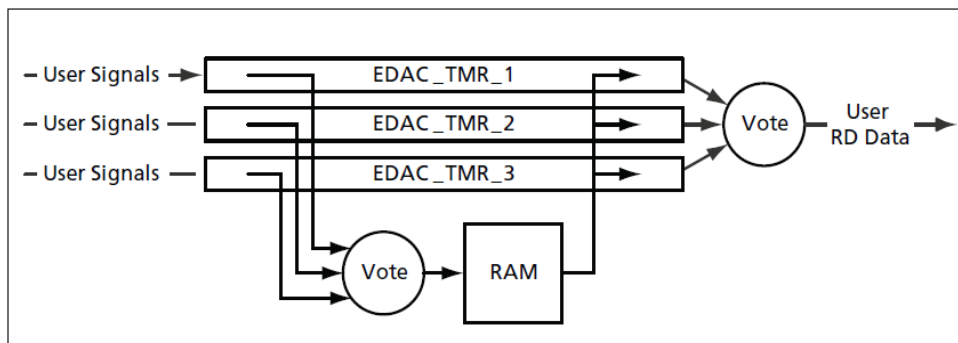 User Signals
EDAC_TMR_1
User Signals
EDAC_TMR_2
Vote
User
RD Data
User Signals
EDAC_TMR_3
Vote
RAM